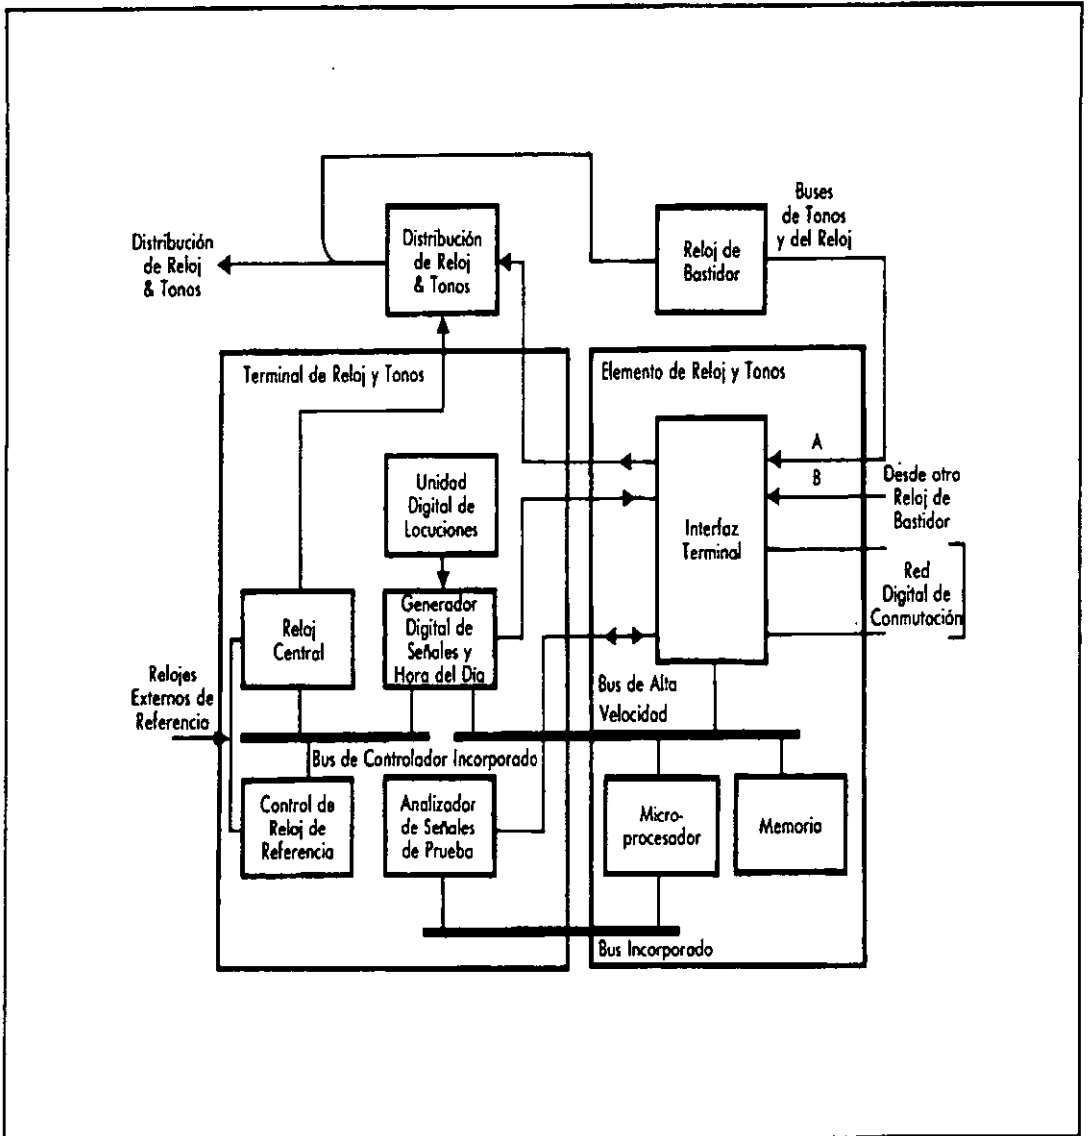 Buses
de Tonos
y del Reloj
Distribución
de Reloj
& Tonos
Distribución
de Reloj
& Tonos
Reloj de
Bastidor
Terminal de Reloj y Tonos
Elemento de Reloj y Tonos
A
B
Desde otro
Reloj de
Bastidor
Unidad
Digital de
Locuciones
Interfaz
Terminal
Red
Digital de
Conmutoción
Reloj
Central
Generador
Digital de
Señales y
Hora del Dia
Relojes
Externos de
Referencia
Bus de Alta
Velocidad
Bus de Controlador Incorporado
Control de
Reloj de
Referencia
Analizador
de Señales
de Prueba
Micro-
procesador
Memoria
Bus Incorporado